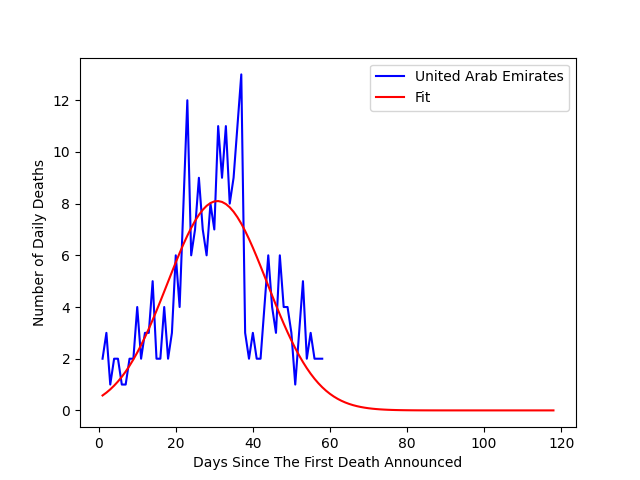 United Arab Emirates
Fit
Number of Daily Deaths
12
10
8
6
4
2
0
0 20 40 60 80 100 120
Days Since The First Death Announced